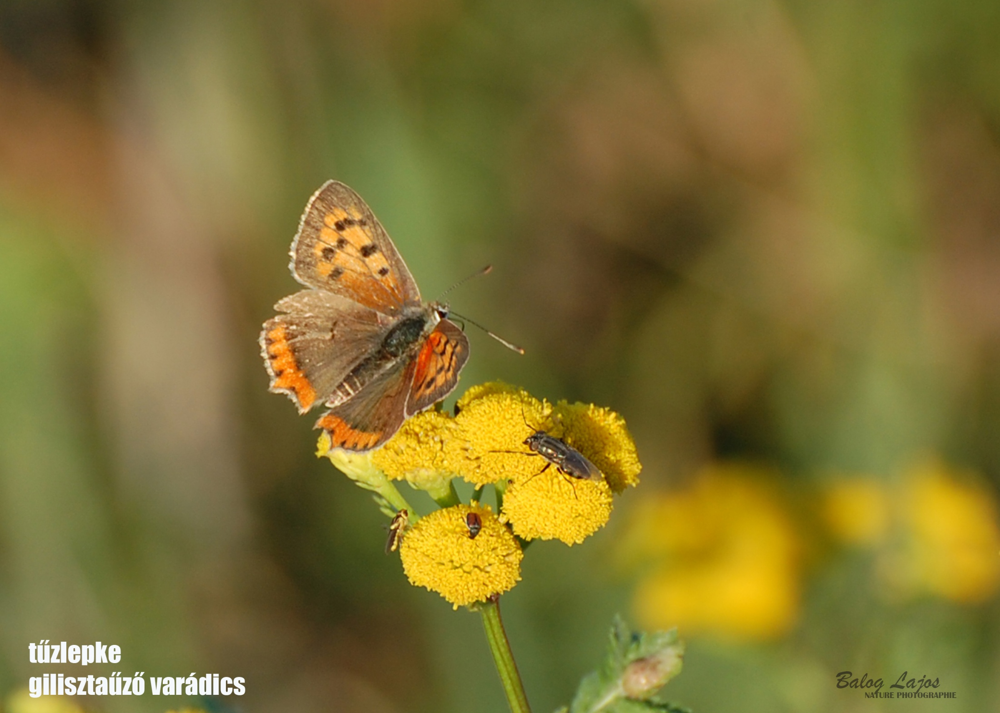 tűzlepke
gilisztaűző varádics
Balog Lajos
NATURE PHOTOGRAPHIE